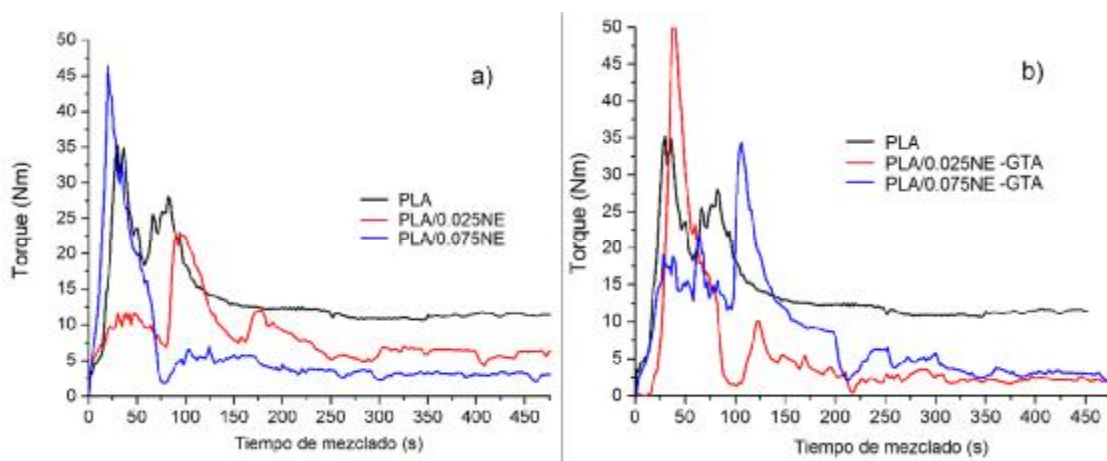 a)
50
45
40
35
30
25
20
15
10
5
0
Torque (Nm)
PLA
PLA/0.025NE
PLA/0.075NE
0 50 100 150 200 250 300 350 400 450
Tiempo de mezclado (s)
b)
50
45
40
35
30
25
20
15
10
5
0
Torque (Nm)
PLA
PLA/0.025NE -GTA
PLA/0.075NE -GTA
0 50 100 150 200 250 300 350 400 450
Tiempo de mezclado (s)